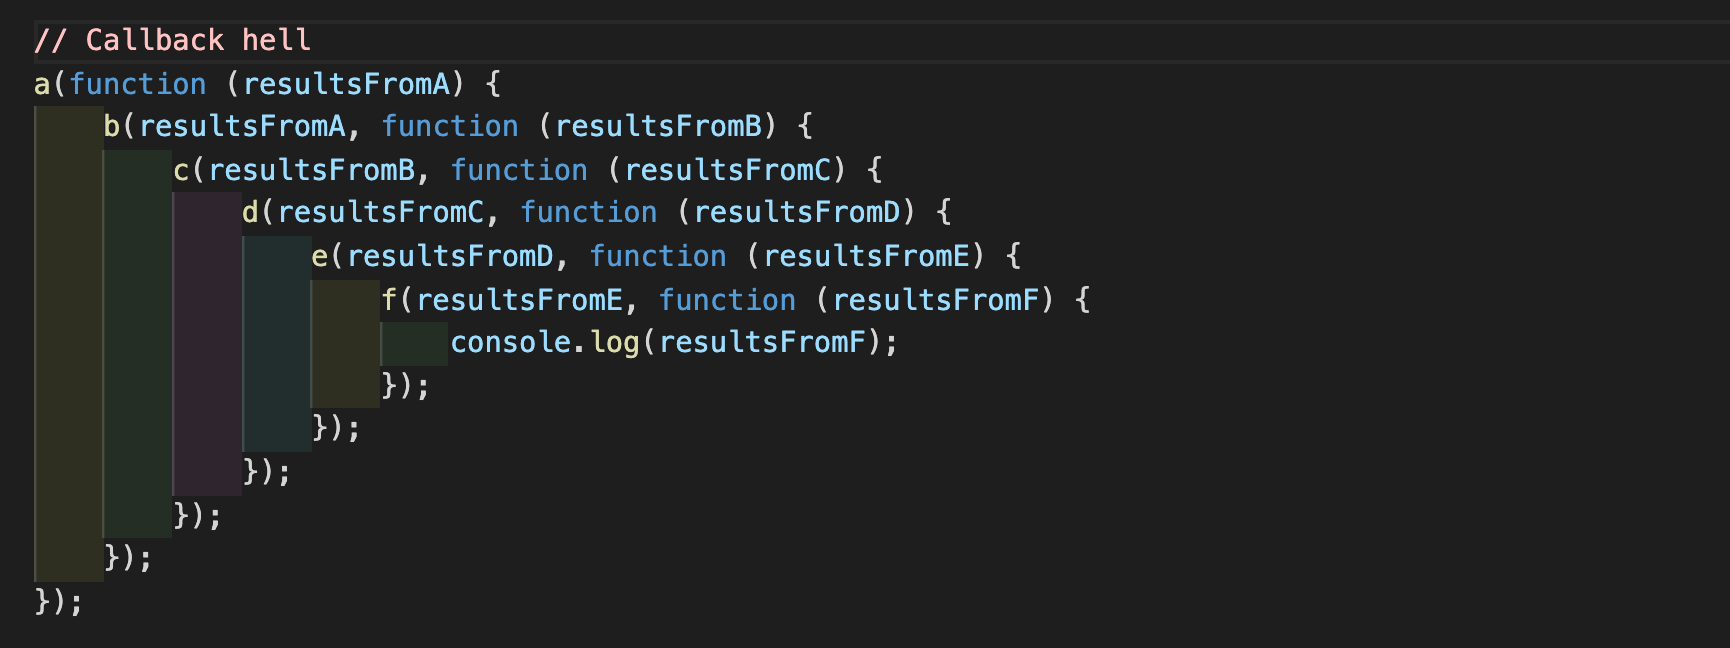 // Callback hell
a(function (resultsFromA) {
    b(resultsFromA, function (resultsFromB) {
        c(resultsFromB, function (resultsFromC) {
            d(resultsFromC, function (resultsFromD) {
                e(resultsFromD, function (resultsFromE) {
                    f(resultsFromE, function (resultsFromF) {
                        console.log(resultsFromF);
                    });
                });
            });
        });
    });
});